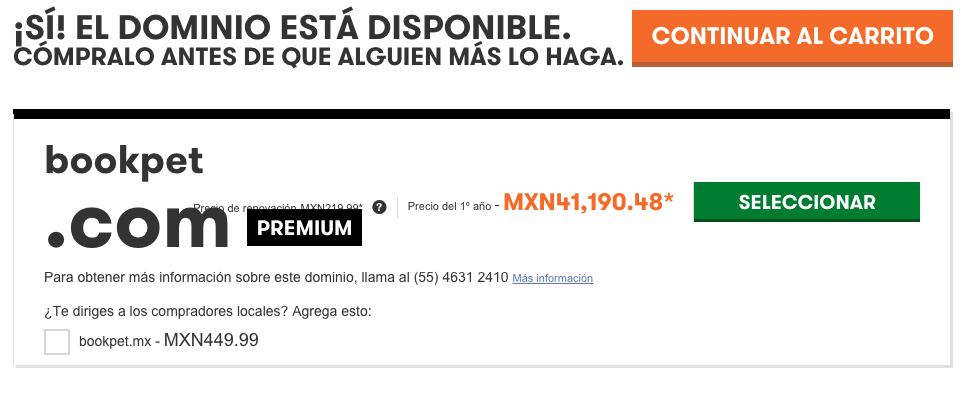 ¡SÍ! EL DOMINIO ESTÁ DISPONIBLE.
CÓMPRALO ANTES DE QUE ALGUIEN MÁS LO HAGA.
CONTINUAR AL CARRITO
bookpet
.com
PREMIUM
Precio de renovación MXN219.99*
?
Precio del 1º año - MXN41,190.48*
SELECCIONAR
Para obtener más información sobre este dominio, llama al (55) 4631 2410 Más información
¿Te diriges a los compradores locales? Agrega esto:
bookpet.mx - MXN449.99